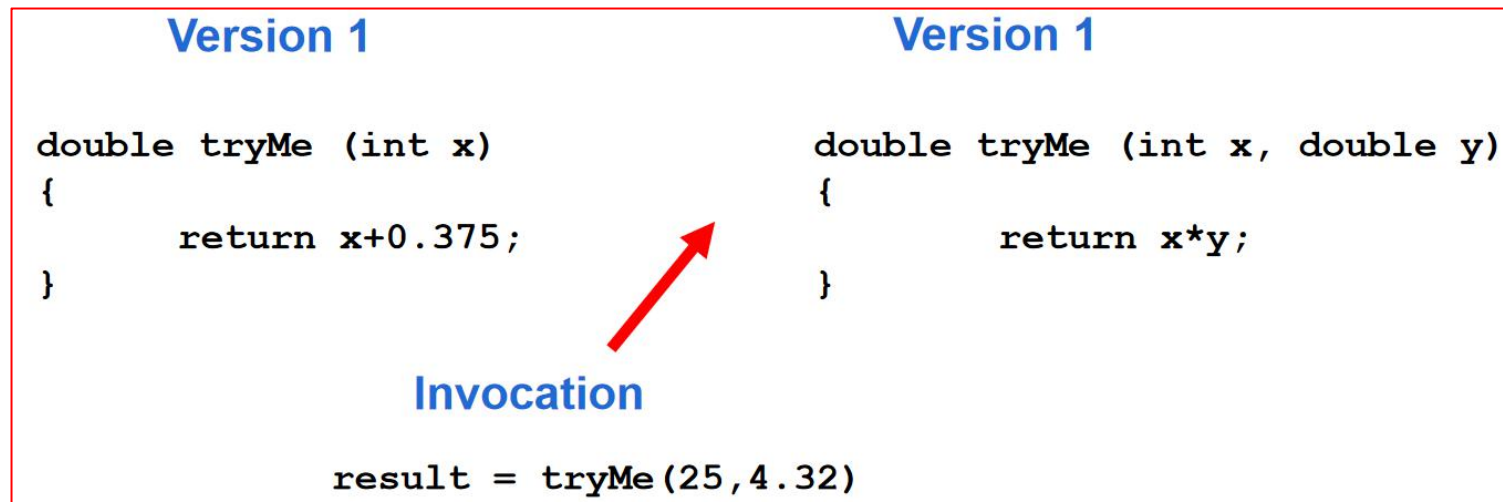 Version 1
double tryMe (int x)
{
return x+0.375;
}
Version 1
double tryMe (int x, double y)
{
return x*y;
}
Invocation
result = tryMe(25,4.32)